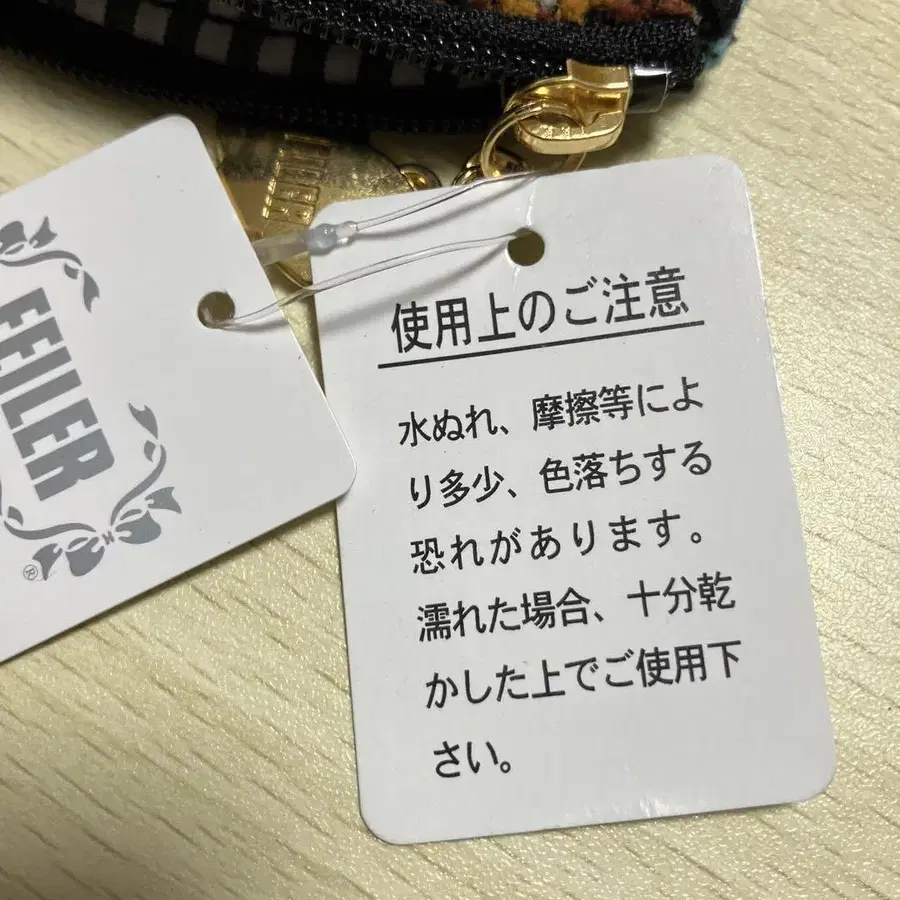 FEILER
®
使用上のご注意
水ぬれ、摩擦等によ
り多少、色落ちする
恐れがあります。
濡れた場合、十分乾
かした上でご使用下
さい。
FEILER